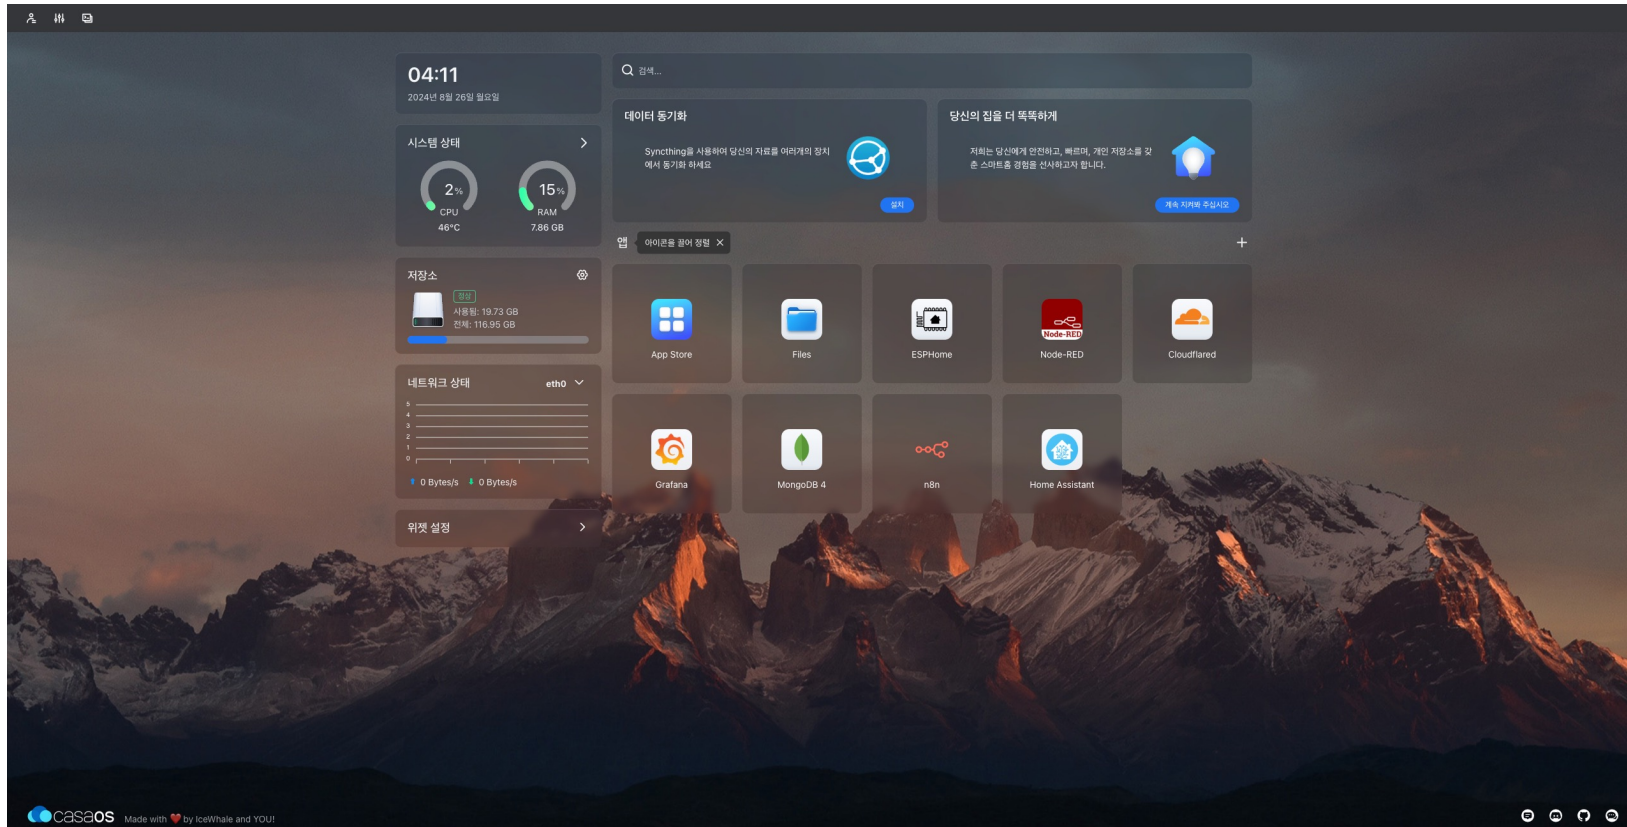 04:11
2024년 8월 26일 월요일
시스템 상태
2%
CPU
46°C
15%
RAM
7.86 GB
저장소
정상
사용됨: 19.73 GB
전체: 116.95 GB
네트워크 상태
eth0
5
4
3
2
1
0
0 Bytes/s
0 Bytes/s
위젯 설정
검색...
데이터 동기화
Syncthing을 사용하여 당신의 자료를 여러개의 장치
에서 동기화 하세요
설치
당신의 집을 더 똑똑하게
저희는 당신에게 안전하고, 빠르며, 개인 저장소를 갖
춘 스마트홈 경험을 선사하고자 합니다.
계속 지켜봐 주십시오
앱
아이콘을 끌어 정렬
App Store
Files
ESPHome
Node-RED
Node-RED
Cloudflared
Grafana
MongoDB 4
n8n
Home Assistant
casaos
Made with ❤️ by IceWhale and YOU!